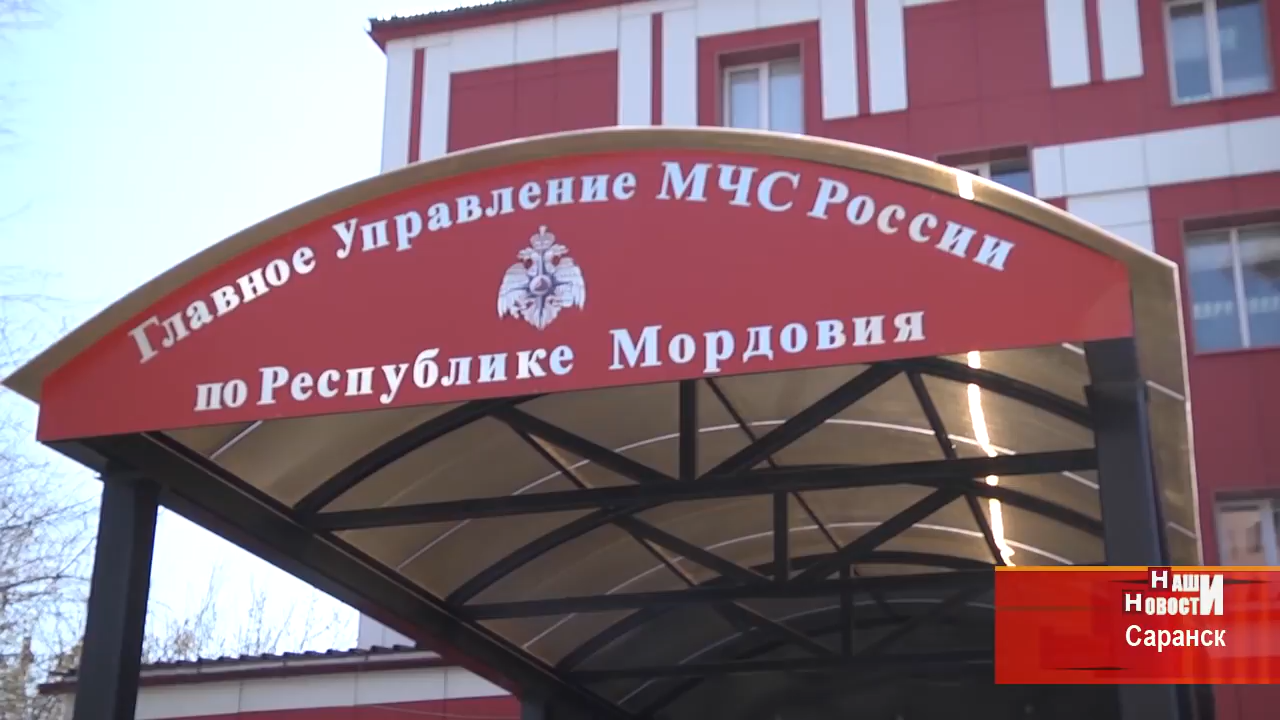 Главное Управление МЧС России
по Республике Мордовия
Наши
Новости
Саранск